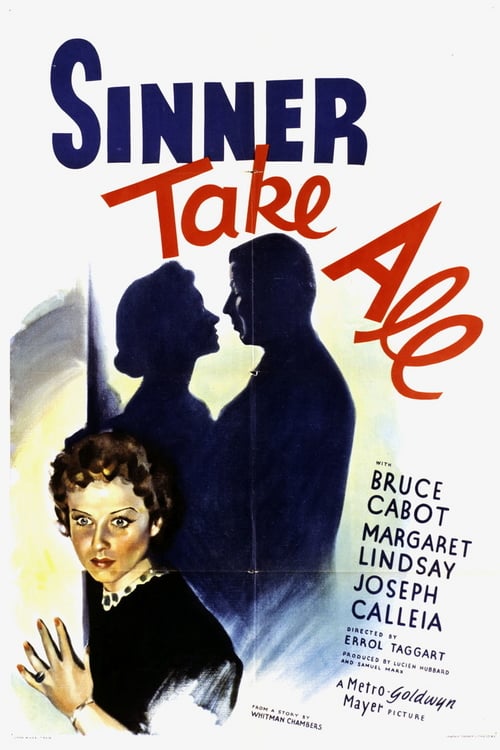 SINNER
Take All
WITH
BRUCE
CABOT
MARGARET
LINDSAY
JOSEPH
CALLEIA
DIRECTED BY
ERROL TAGGART
PRODUCED BY LUCIEN HUBBARD
AND SAMUEL MARX
A Metro-Goldwyn
Mayer PICTURE
FROM A STORY BY
WHITMAN CHAMBERS